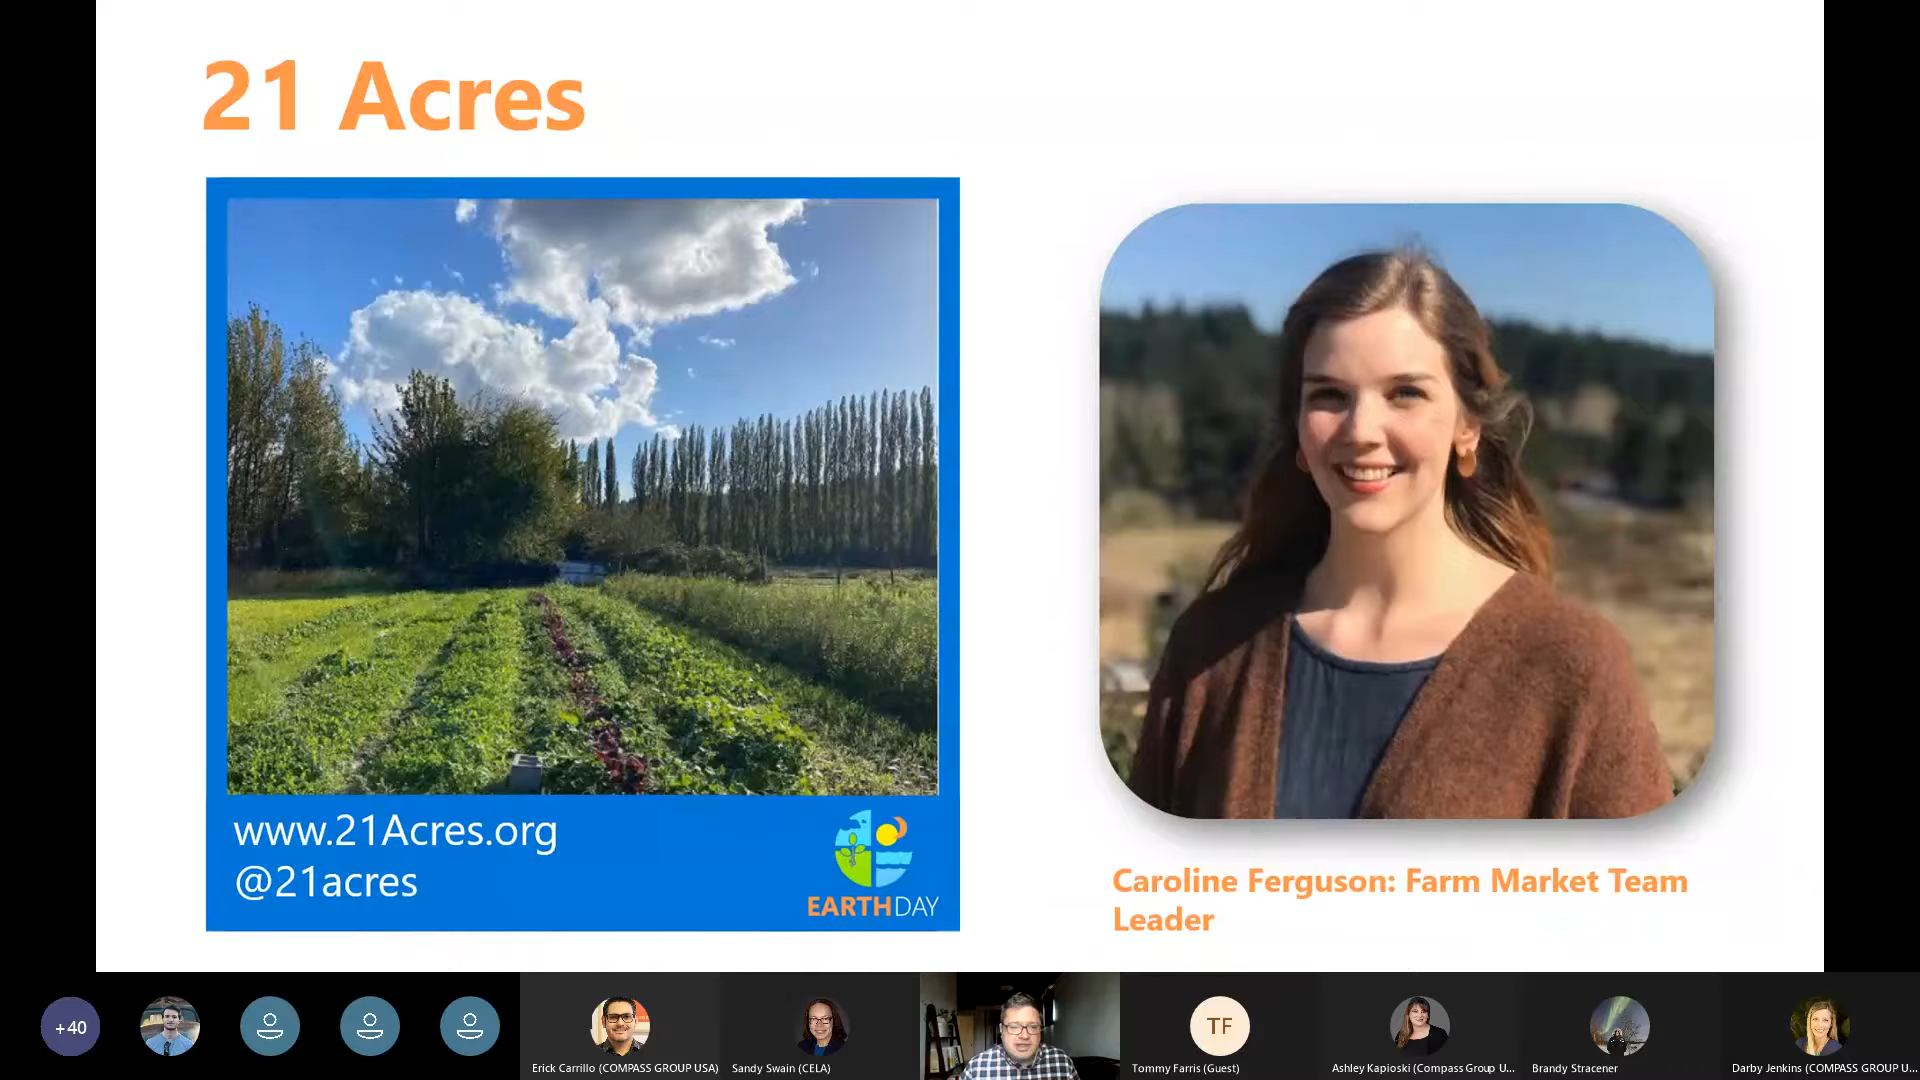 21 Acres
www.21Acres.org
@21acres
EARTHDAY
Caroline Ferguson: Farm Market Team
Leader
+40
Erick Carrillo (COMPASS GROUP USA)
Sandy Swain (CELA)
TF
Tommy Farris (Guest)
Ashley Kapioski (Compass Group U...
Brandy Stracener
Darby Jenkins (COMPASS GROUP U...